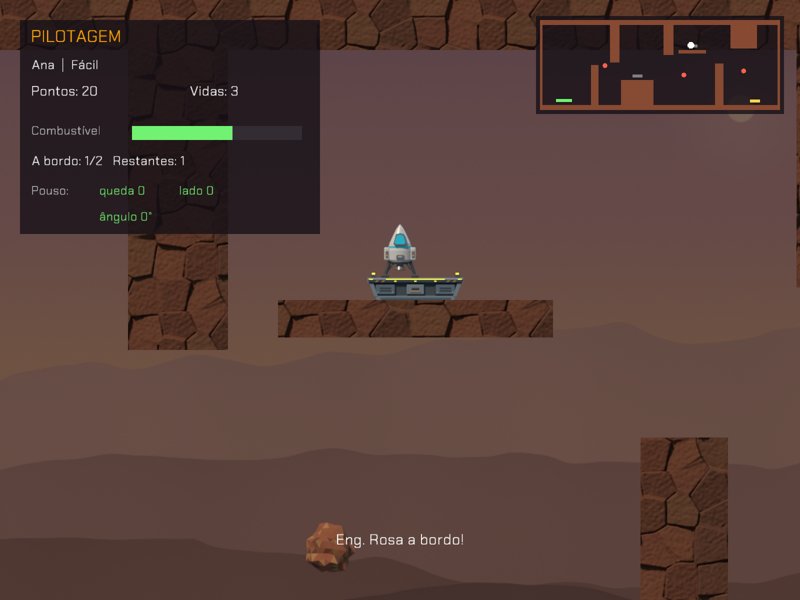 PILOTAGEM
Ana | Fácil
Pontos: 20 Vidas: 3
Combustível
A bordo: 1/2 Restantes: 1
Pouso: queda 0 lado 0
ângulo 0°
Eng. Rosa a bordo!